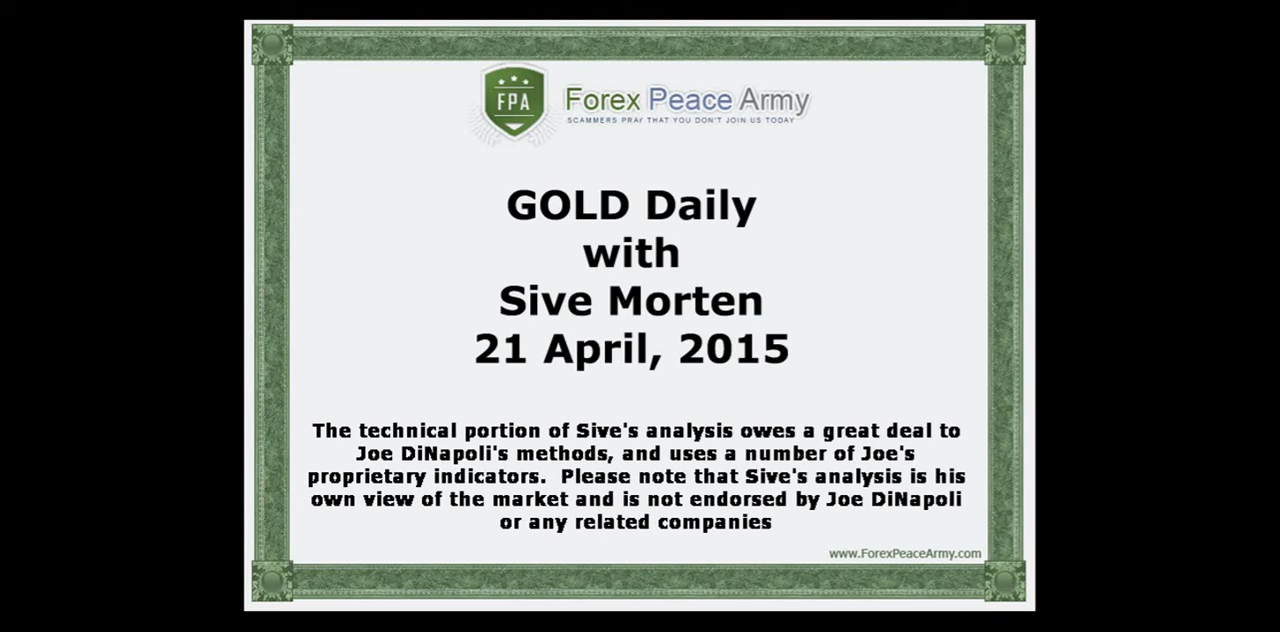 FPA
Forex Peace Army
SCAMMERS PRAY THAT YOU DON'T JOIN US TODAY
GOLD Daily
with
Sive Morten
21 April, 2015
The technical portion of Sive's analysis owes a great deal to
Joe DiNapoli's methods, and uses a number of Joe's
proprietary indicators.  Please note that Sive's analysis is his
own view of the market and is not endorsed by Joe DiNapoli
or any related companies
www.ForexPeaceArmy.com